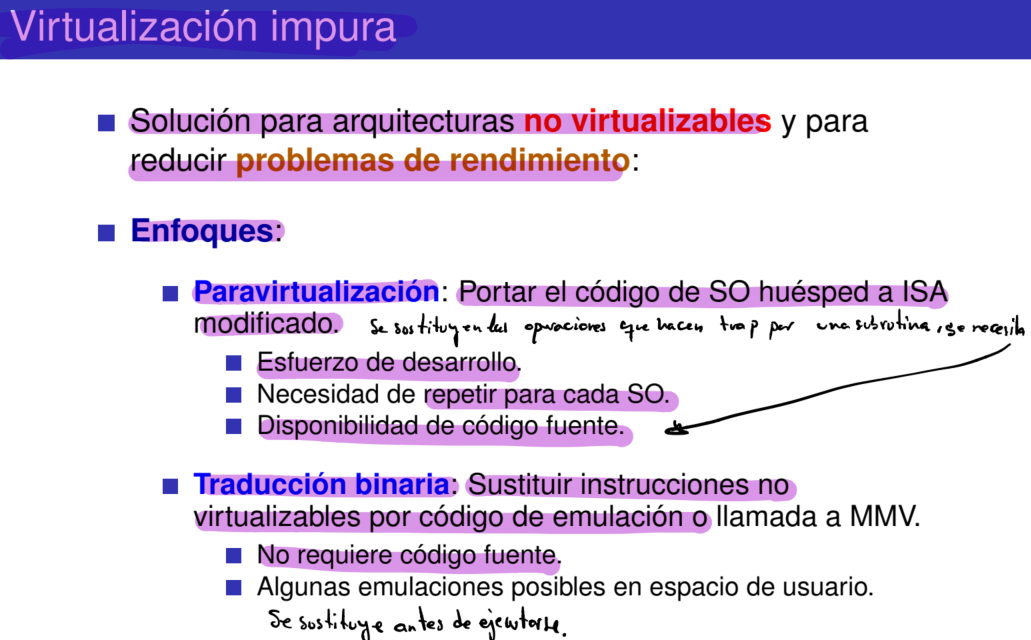 Virtualización impura
Solución para arquitecturas no virtualizables y para
reducir problemas de rendimiento:
Enfoques:
Paravirtualización: Portar el código de SO huésped a ISA
modificado. Se sustituyen las operaciones que hacen trap por una subrutina, se necesita
Esfuerzo de desarrollo.
Necesidad de repetir para cada SO.
Disponibilidad de código fuente.
Traducción binaria: Sustituir instrucciones no
virtualizables por código de emulación o llamada a MMV.
No requiere código fuente.
Algunas emulaciones posibles en espacio de usuario.
Se sustituye antes de ejecutarse.